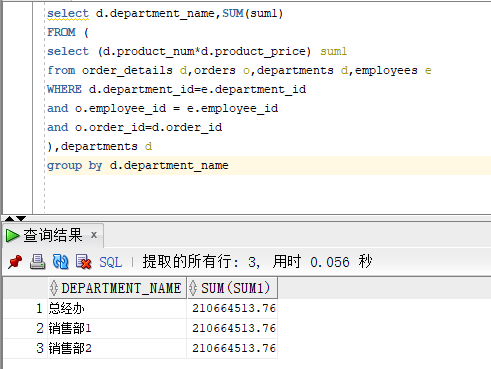 select d.department_name,SUM(sum1)
FROM (
select (d.product_num*d.product_price) sum1
from order_details d,orders o,departments d,employees e
WHERE d.department_id=e.department_id
and o.employee_id = e.employee_id
and o.order_id=d.order_id
),departments d
group by d.department_name
查询结果 x
SQL | 提取的所有行: 3, 用时 0.056 秒
DEPARTMENT_NAME SUM(SUM1)
1 总经办 210664513.76
2 销售部1 210664513.76
3 销售部2 210664513.76